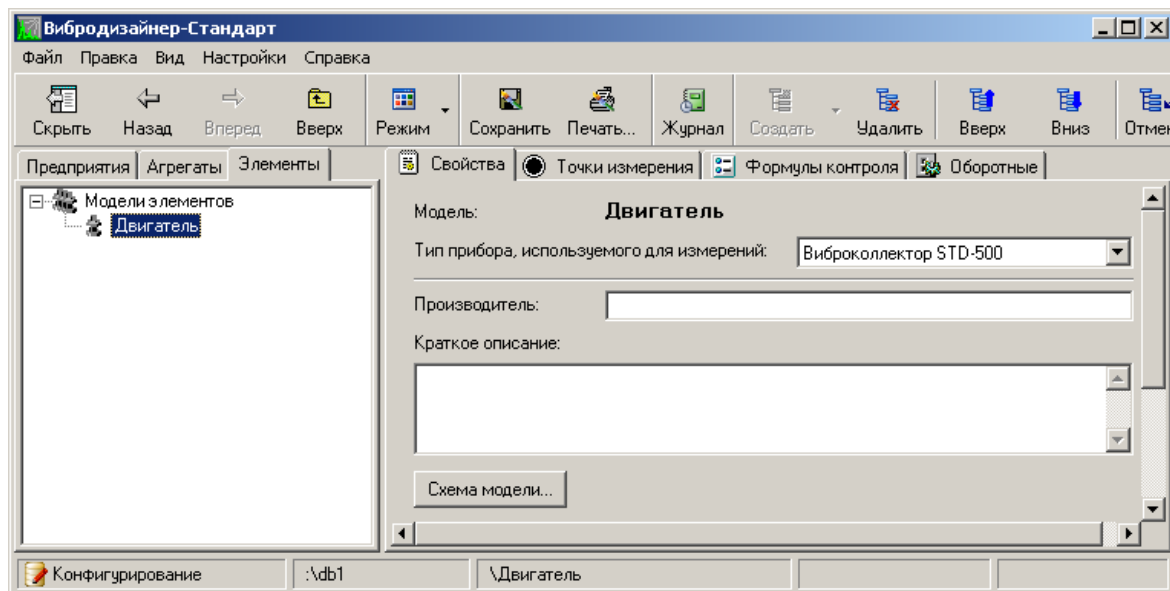 Вибродизайнер-Стандарт
Файл Правка Вид Настройки Справка
Скрыть Назад Вперед Вверх Режим Сохранить Печать... Журнал Создать Удалить Вверх Вниз Отмен
Предприятия Агрегаты Элементы
Свойства Точки измерения Формулы контроля Оборотные
Модели элементов
Двигатель
Модель: Двигатель
Тип прибора, используемого для измерений: Виброколлектор STD-500
Производитель:
Краткое описание:
Схема модели...
Конфигурирование :\db1 \Двигатель